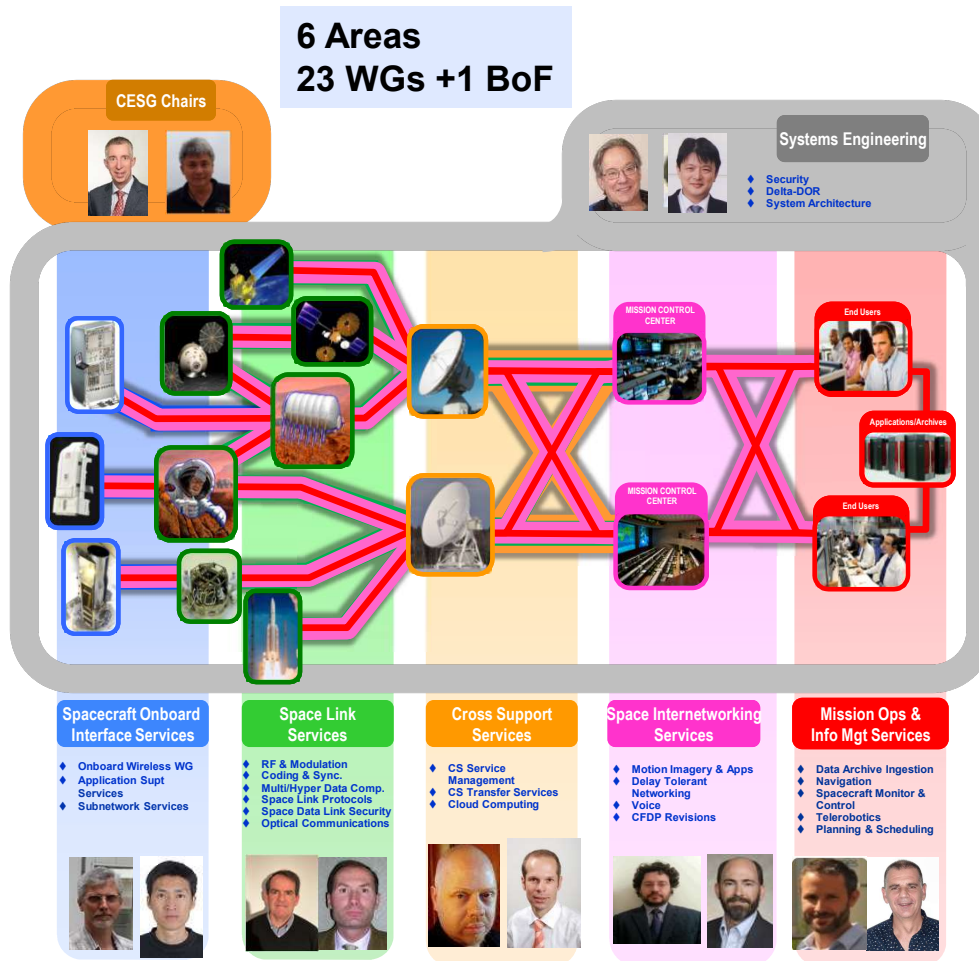 6 Areas
23 WGs +1 BoF
CESG Chairs
Systems Engineering
Security
Delta-DOR
System Architecture
MISSION CONTROL
CENTER
End Users
Applications/Archives
MISSION CONTROL
CENTER
End Users
Spacecraft Onboard
Interface Services
Onboard Wireless WG
Application Supt
Services
Subnetwork Services
Space Link
Services
RF & Modulation
Coding & Sync.
Multi/Hyper Data Comp.
Space Link Protocols
Space Data Link Security
Optical Communications
Cross Support
Services
CS Service
Management
CS Transfer Services
Cloud Computing
Space Internetworking
Services
Motion Imagery & Apps
Delay Tolerant
Networking
Voice
CFDP Revisions
Mission Ops &
Info Mgt Services
Data Archive Ingestion
Navigation
Spacecraft Monitor &
Control
Telerobotics
Planning & Scheduling